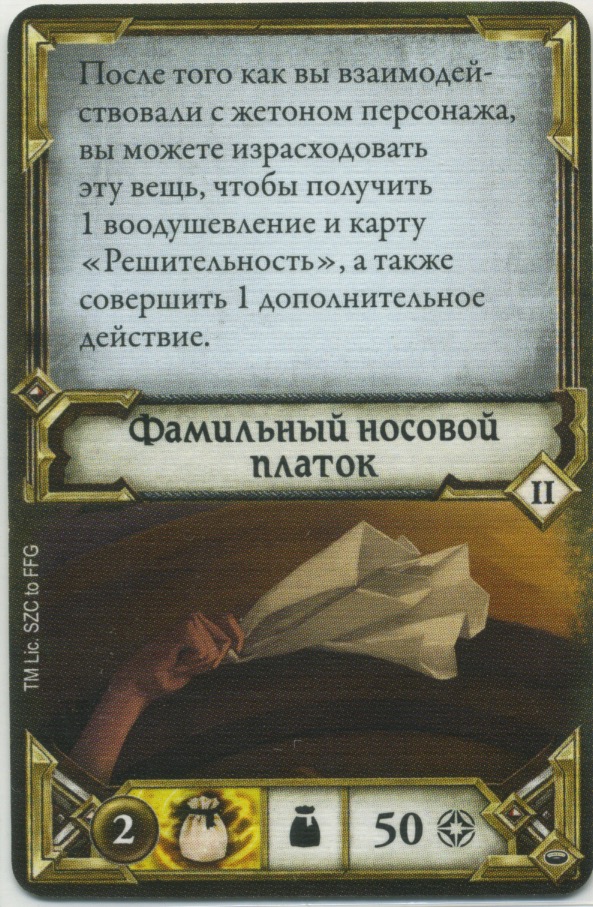 После того как вы взаимодей-
ствовали с жетоном персонажа,
вы можете израсходовать
эту вещь, чтобы получить
1 воодушевление и карту
«Решительность», а также
совершить 1 дополнительное
действие.
Фамильный носовой
платок
II
TM Lic. SZC to FFG
2
50